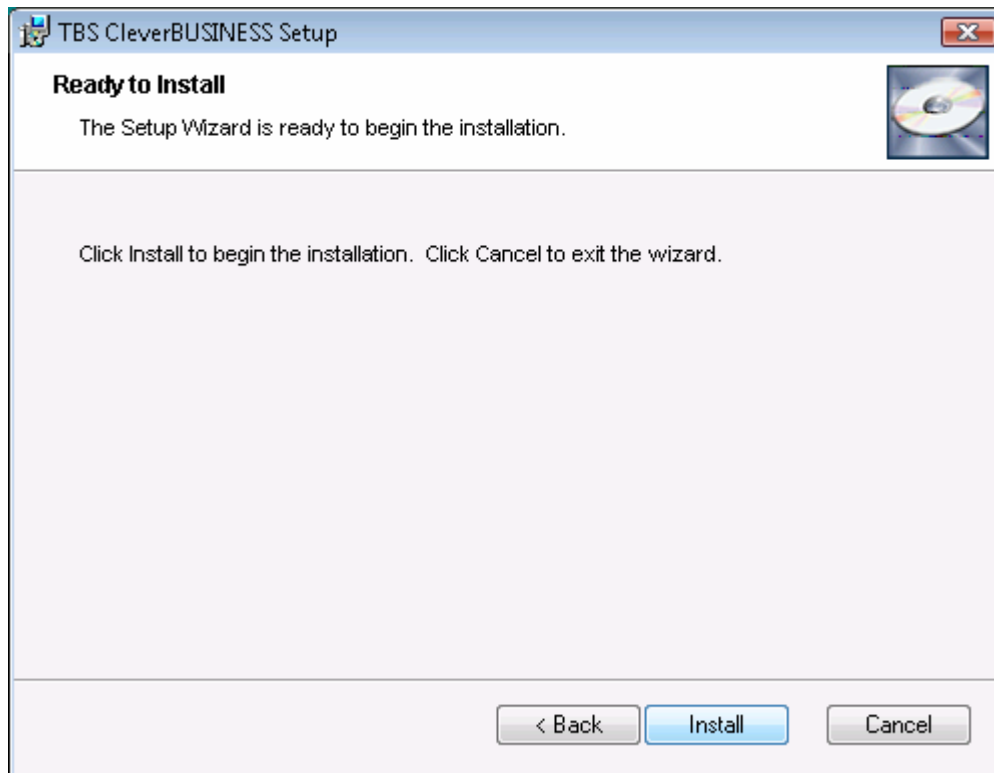 TBS CleverBUSINESS Setup
Ready to Install
The Setup Wizard is ready to begin the installation.
Click Install to begin the installation.  Click Cancel to exit the wizard.
< Back
Install
Cancel